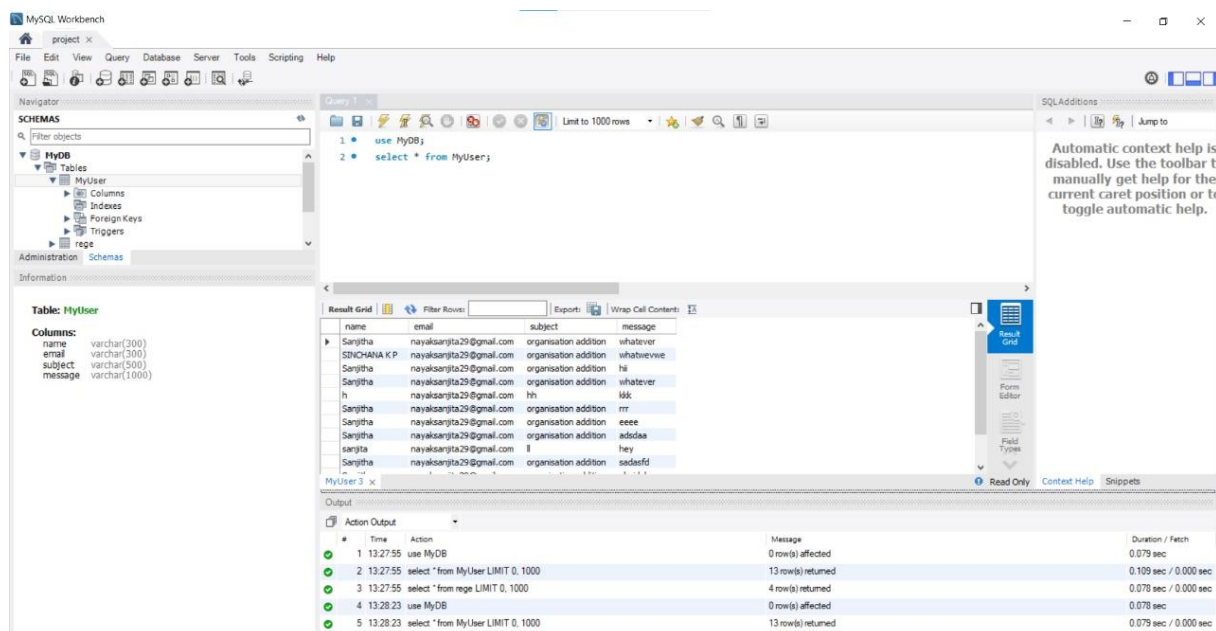 MySQL Workbench
project
File Edit View Query Database Server Tools Scripting Help
Navigator
SCHEMAS
Filter objects
MyDB
Tables
MyUser
Columns
Indexes
Foreign Keys
Triggers
rege
Administration Schemas
Information
Table: MyUser
Columns:
name varchar(300)
email varchar(300)
subject varchar(500)
message varchar(1000)
Query 1
Limit to 1000 rows
1 use MyDB;
2 select * from MyUser;
Result Grid Filter Rows: Export: Wrap Cell Content:
name email subject message
Sanjitha nayaksanjita29@gmail.com organisation addition whatever
SINCHANA K P nayaksanjita29@gmail.com organisation addition whatwevwe
Sanjitha nayaksanjita29@gmail.com organisation addition hii
Sanjitha nayaksanjita29@gmail.com organisation addition whatever
h nayaksanjita29@gmail.com hh kkk
Sanjitha nayaksanjita29@gmail.com organisation addition rrr
Sanjitha nayaksanjita29@gmail.com organisation addition eeee
Sanjitha nayaksanjita29@gmail.com organisation addition adsdaa
sanjita nayaksanjita29@gmail.com ll hey
Sanjitha nayaksanjita29@gmail.com organisation addition sadasfd
Result Grid
Form Editor
Field Types
MyUser 3 Read Only
SQLAdditions
Jump to
Automatic context help is
disabled. Use the toolbar t
manually get help for the
current caret position or to
toggle automatic help.
Context Help Snippets
Output
Action Output
# Time Action Message Duration / Fetch
1 13:27:55 use MyDB 0 row(s) affected 0.079 sec
2 13:27:55 select * from MyUser LIMIT 0, 1000 13 row(s) returned 0.109 sec / 0.000 sec
3 13:27:55 select * from rege LIMIT 0, 1000 4 row(s) returned 0.078 sec / 0.000 sec
4 13:28:23 use MyDB 0 row(s) affected 0.078 sec
5 13:28:23 select * from MyUser LIMIT 0, 1000 13 row(s) returned 0.079 sec / 0.000 sec